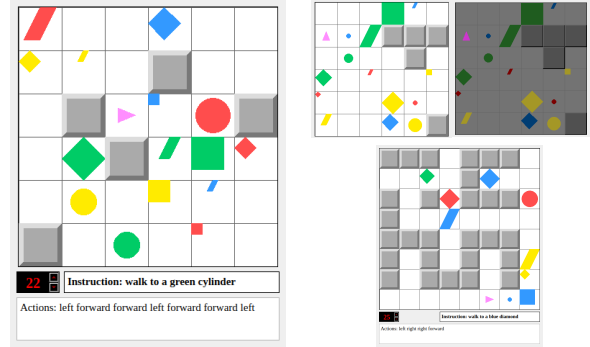 22
Instruction: walk to a green cylinder
Actions: left forward forward left forward forward left
25
Instruction: walk to a blue diamond
Actions: left right right forward